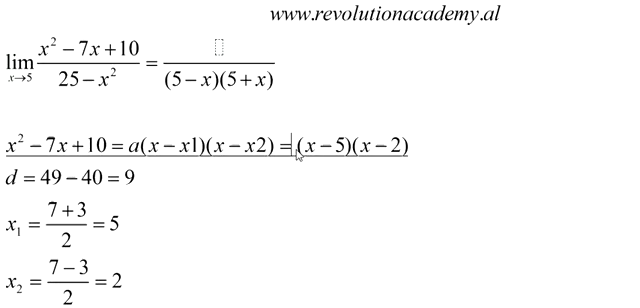 www.revolutionacademy.al
lim x→5 (x² − 7x + 10)/(25 − x²) = ▯/((5 − x)(5 + x))
x² − 7x + 10 = a(x − x1)(x − x2) = (x − 5)(x − 2)
d = 49 − 40 = 9
x₁ = (7 + 3)/2 = 5
x₂ = (7 − 3)/2 = 2